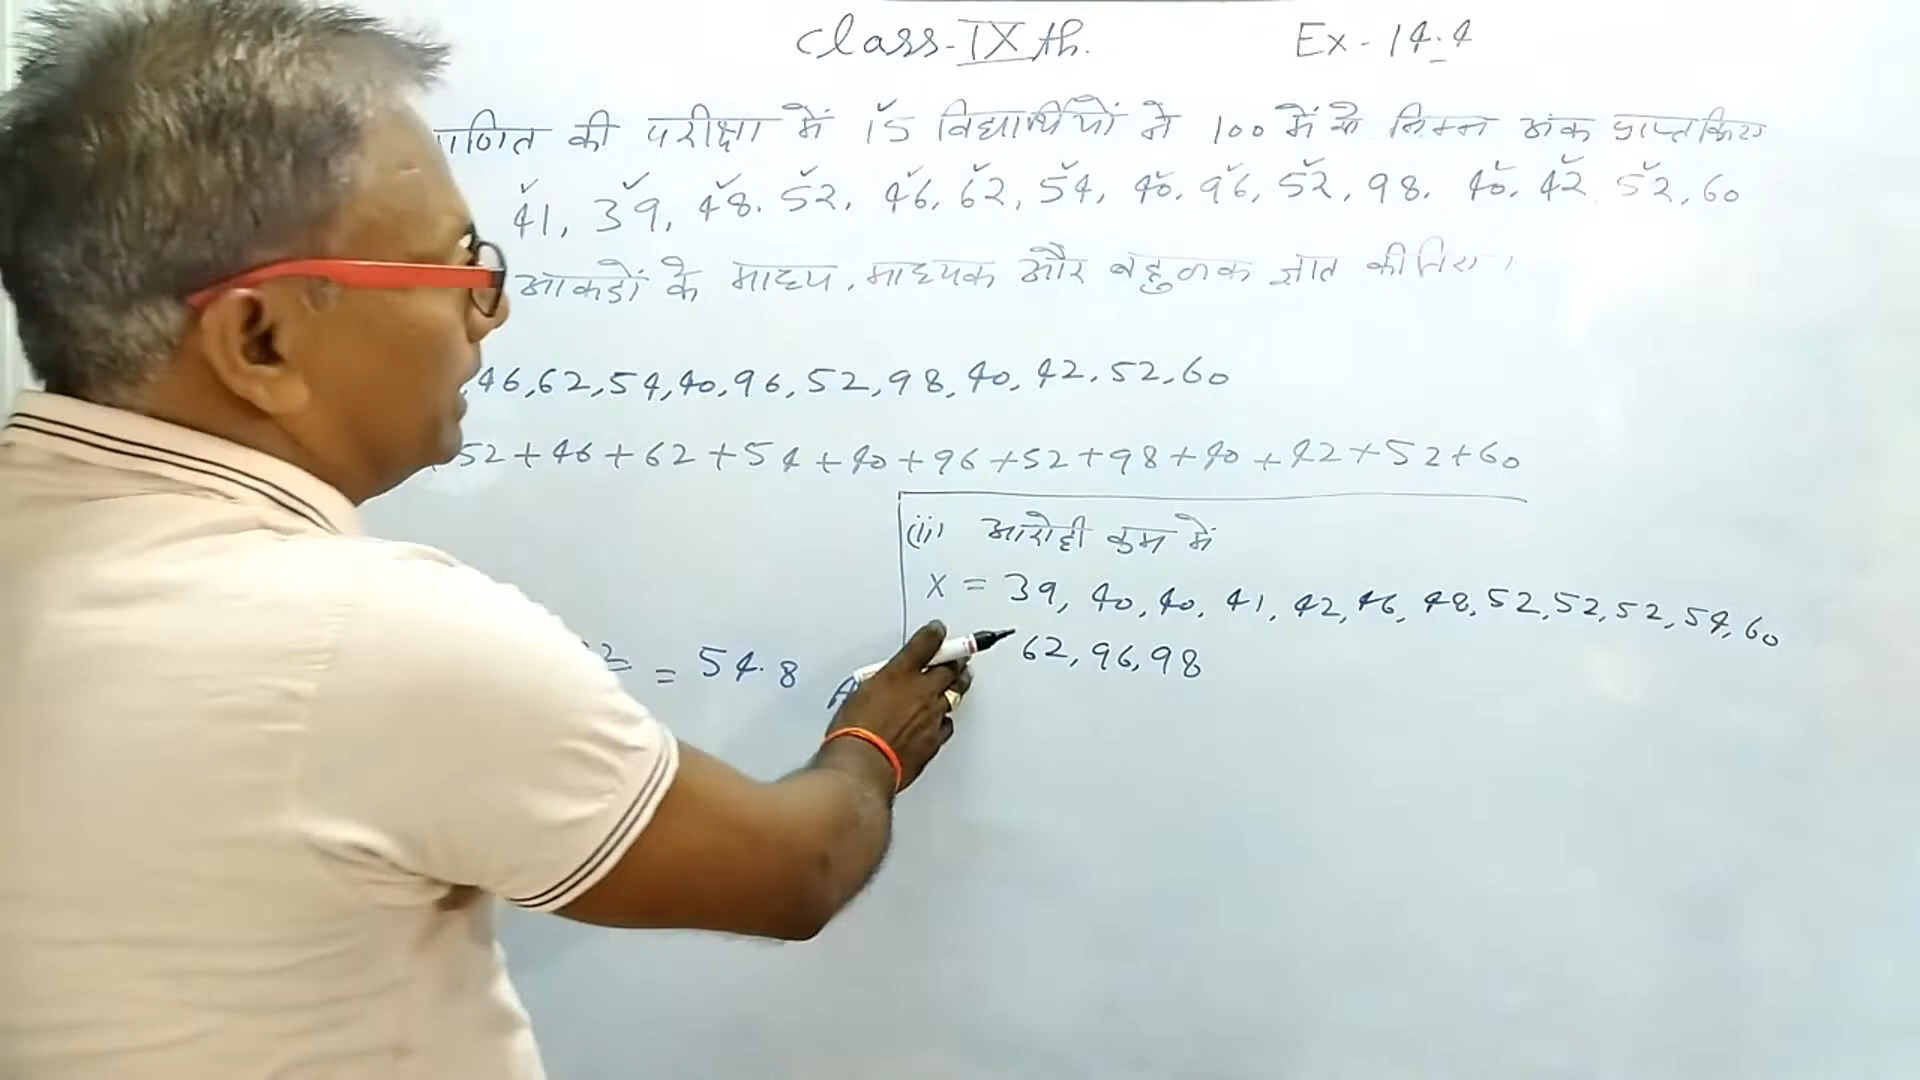 Class-IXth. Ex-14.4
गणित की परीक्षा में 15 विद्यार्थियों ने 100 में से निम्न अंक प्राप्त किए
41, 39, 48. 52, 46, 62, 54, 40, 96, 52, 98. 40, 42 52, 60
आकडों के माध्य, माध्यक और बहुलक ज्ञात कीजिए।
,46,62,54,40,96,52,98,40,42,52,60
52+46+62+54+40+96+52+98+40+42+52+60
(ii) आरोही क्रम में
x = 39, 40,40, 41, 42,46, 48,52,52,52,54,60
62,96,98
= 54.8